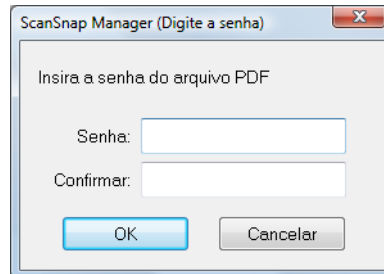 ScanSnap Manager (Digite a senha)
Insira a senha do arquivo PDF
Senha:
Confirmar:
OK Cancelar